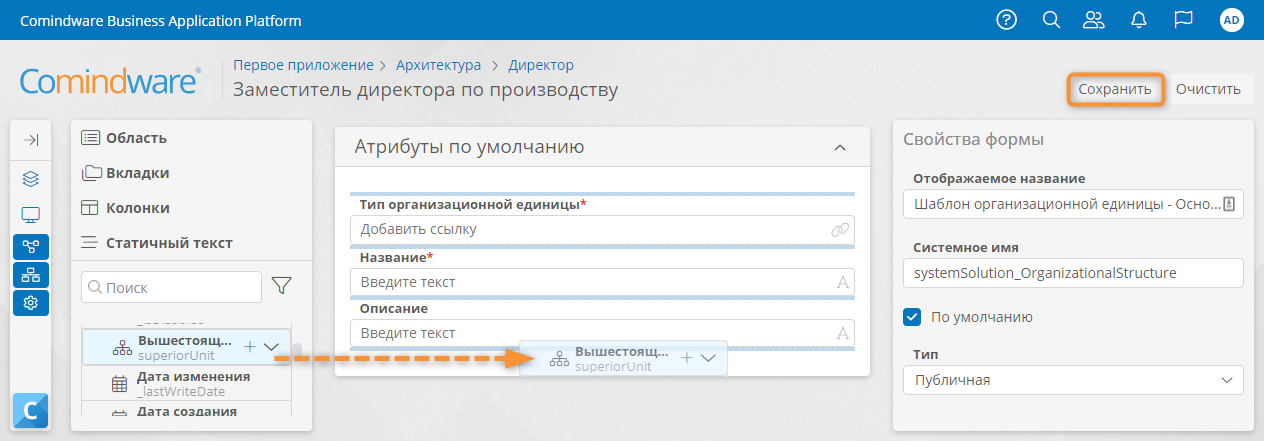 Comindware Business Application Platform
AD
Comindware®
Первое приложение > Архитектура > Директор
Заместитель директора по производству
Сохранить
Очистить
Область
Вкладки
Колонки
Статичный текст
Поиск
Вышестоящ...
superiorUnit
Дата изменения
_lastWriteDate
Дата создания
Атрибуты по умолчанию
Тип организационной единицы*
Добавить ссылку
Название*
Введите текст
A
Описание
Введите текст
A
Вышестоящ...
superiorUnit
Свойства формы
Отображаемое название
Шаблон организационной единицы - Осно...
Системное имя
systemSolution_OrganizationalStructure
По умолчанию
Тип
Публичная
C